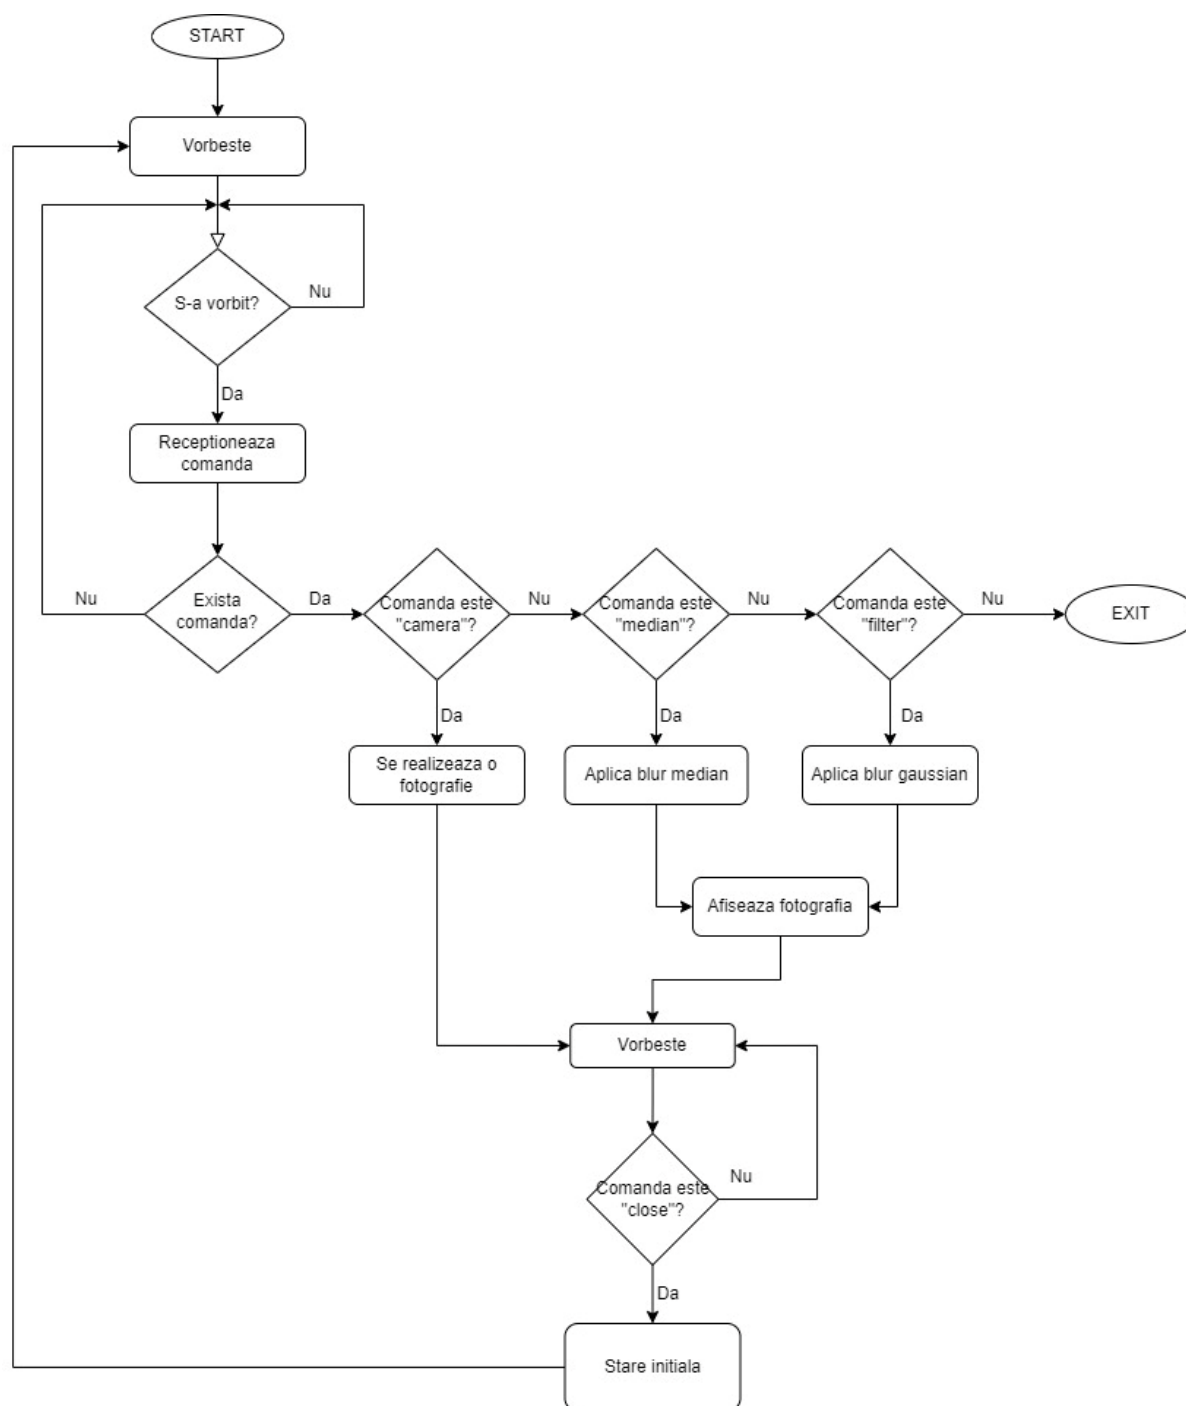 START
Vorbeste
S-a vorbit?
Nu
Da
Receptioneaza
comanda
Nu
Exista
comanda?
Da
Comanda este
"camera"?
Nu
Comanda este
"median"?
Nu
Comanda este
"filter"?
Nu
EXIT
Da
Da
Da
Se realizeaza o
fotografie
Aplica blur median
Aplica blur gaussian
Afiseaza fotografia
Vorbeste
Comanda este
"close"?
Nu
Da
Stare initiala